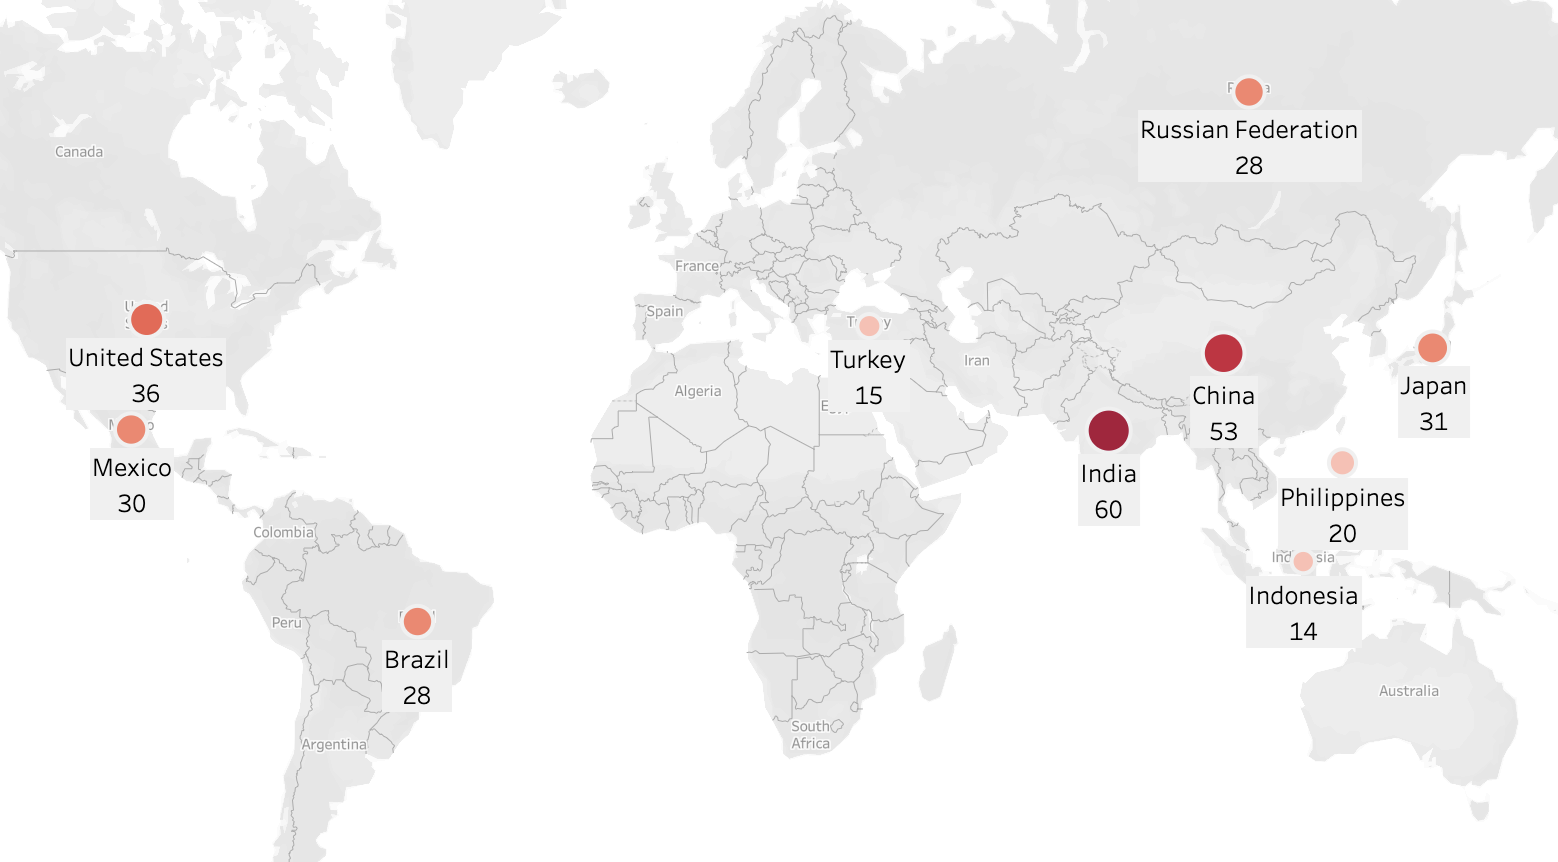 Canada
Russian Federation
28
France
Spain
United States
36
Turkey
15
Iran
China
53
Japan
31
Algeria
Mexico
30
India
60
Philippines
20
Colombia
Indonesia
14
Peru
Brazil
28
Australia
South
Africa
Argentina